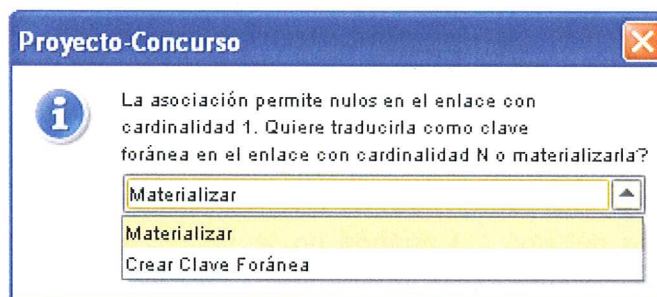 Proyecto-Concurso
La asociación permite nulos en el enlace con
cardinalidad 1. Quiere traducirla como clave
foránea en el enlace con cardinalidad N o materializarla?
Materializar
Materializar
Crear Clave Foránea